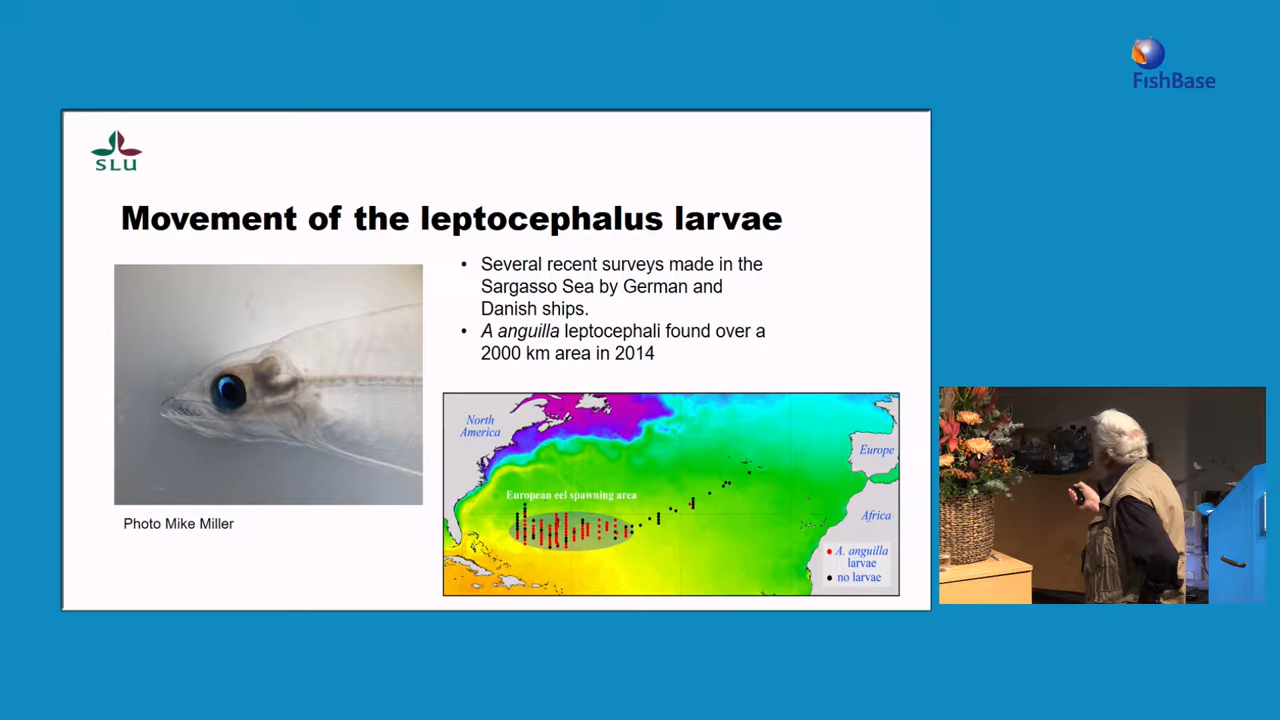 FishBase
SLU
Movement of the leptocephalus larvae
• Several recent surveys made in the
Sargasso Sea by German and
Danish ships.
• A anguilla leptocephali found over a
2000 km area in 2014
Photo Mike Miller
North
America
Europe
European eel spawning area
Africa
A. anguilla
larvae
no larvae